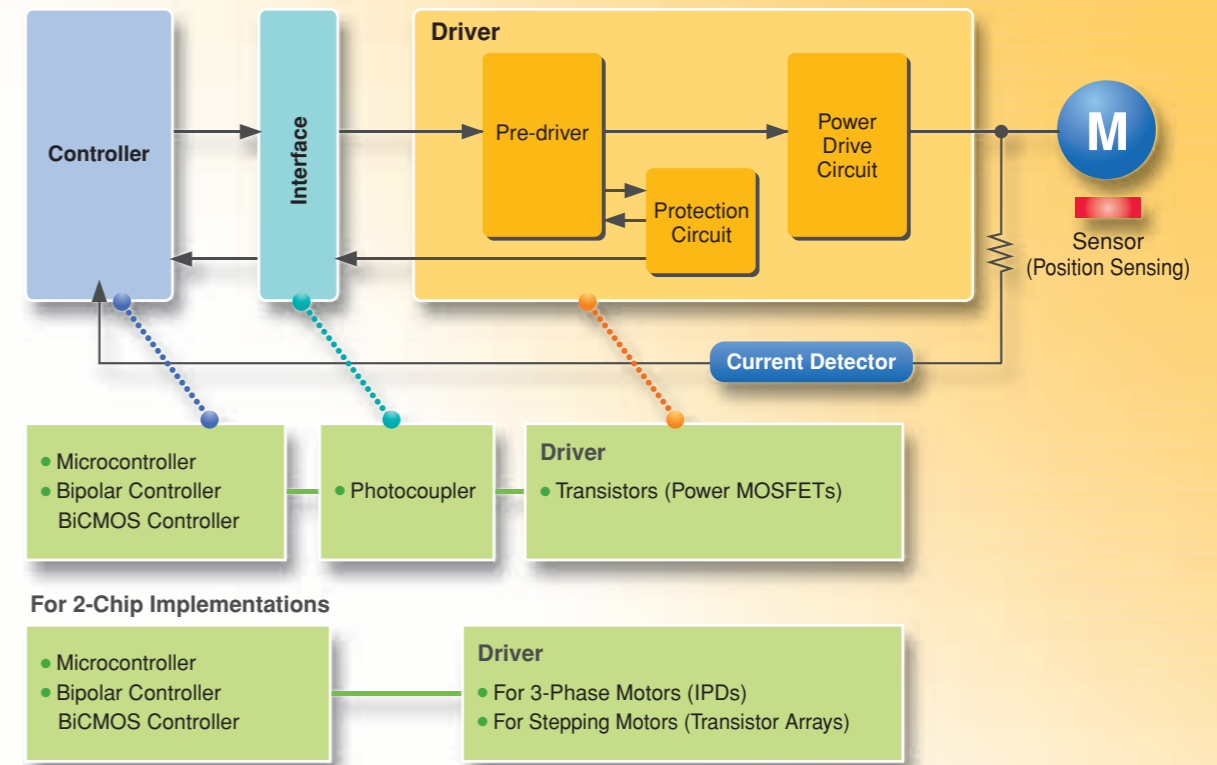 Driver
Controller
Interface
Pre-driver
Power
Drive
Circuit
Protection
Circuit
M
Sensor
(Position Sensing)
Current Detector
• Microcontroller
• Bipolar Controller
BiCMOS Controller
• Photocoupler
Driver
• Transistors (Power MOSFETs)
For 2-Chip Implementations
• Microcontroller
• Bipolar Controller
BiCMOS Controller
Driver
• For 3-Phase Motors (IPDs)
• For Stepping Motors (Transistor Arrays)